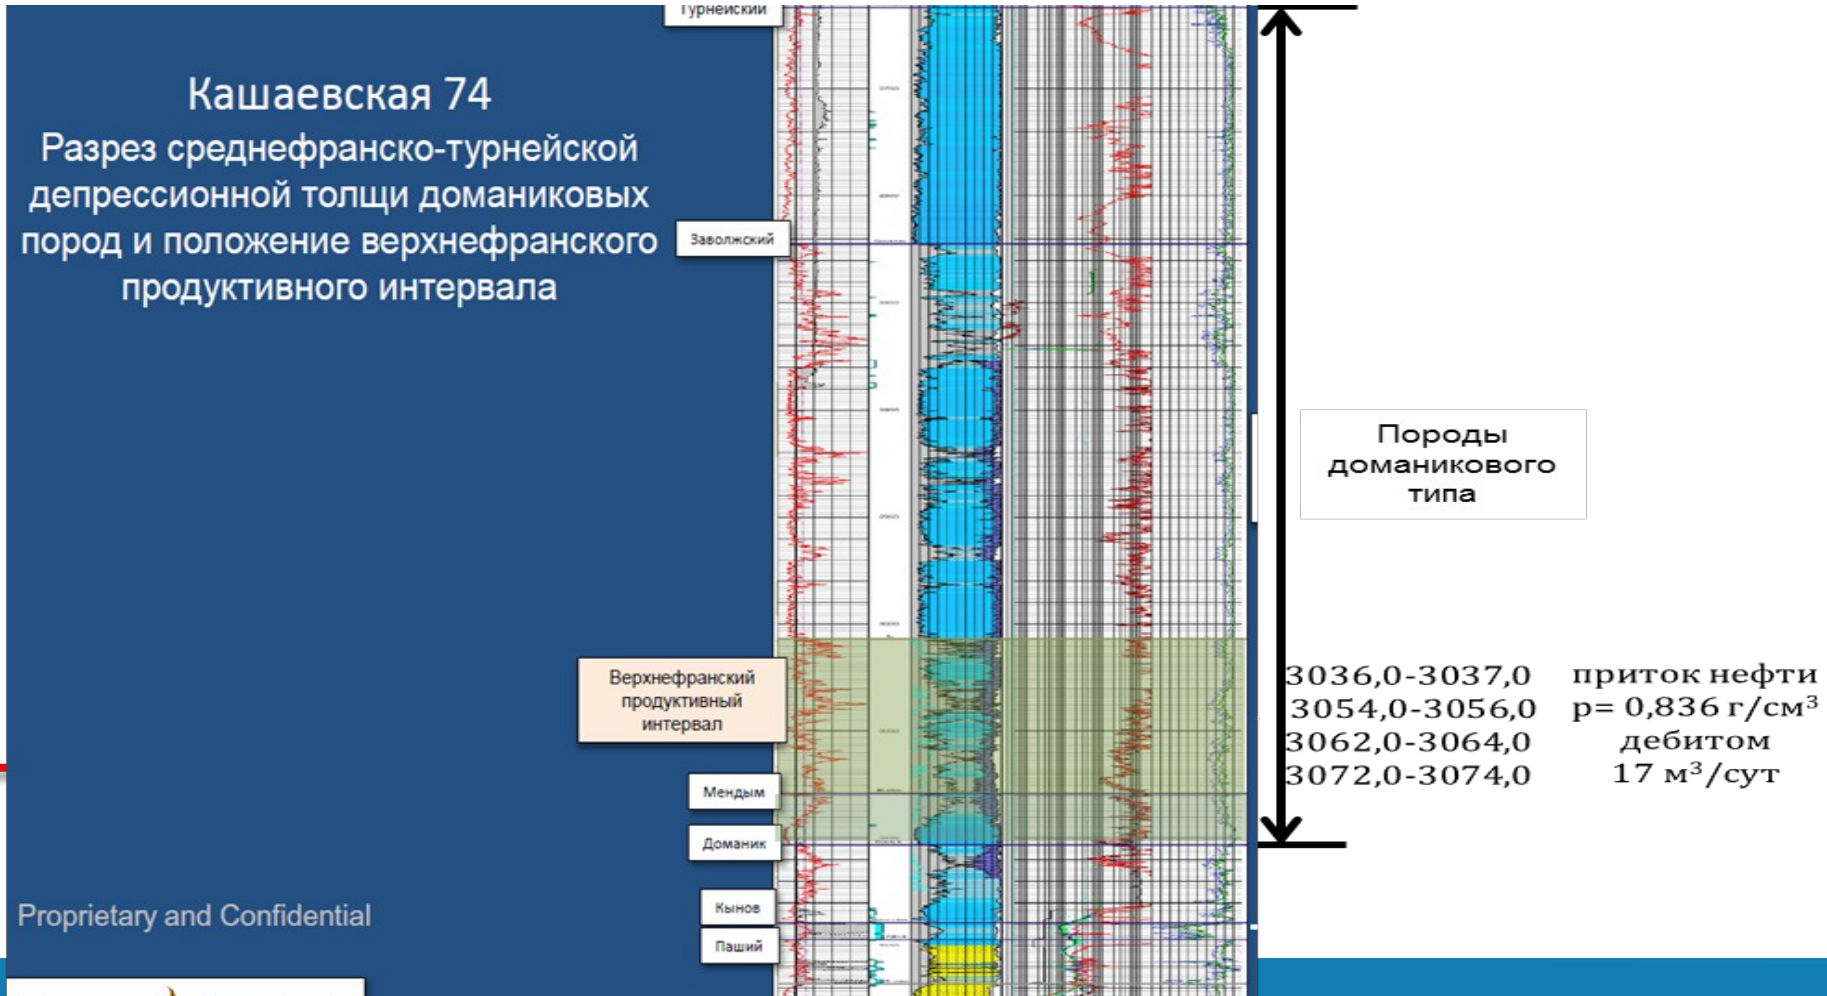 Турнейский
Кашаевская 74
Разрез среднефранско-турнейской
депрессионной толщи доманиковых
пород и положение верхнефранского
продуктивного интервала
Заволжский
Породы
доманикового
типа
Верхнефранский
продуктивный
интервал
3036,0-3037,0 приток нефти
3054,0-3056,0 p= 0,836 г/см³
3062,0-3064,0 дебитом
3072,0-3074,0 17 м³/сут
Мендым
Доманик
Кынов
Паший
Proprietary and Confidential